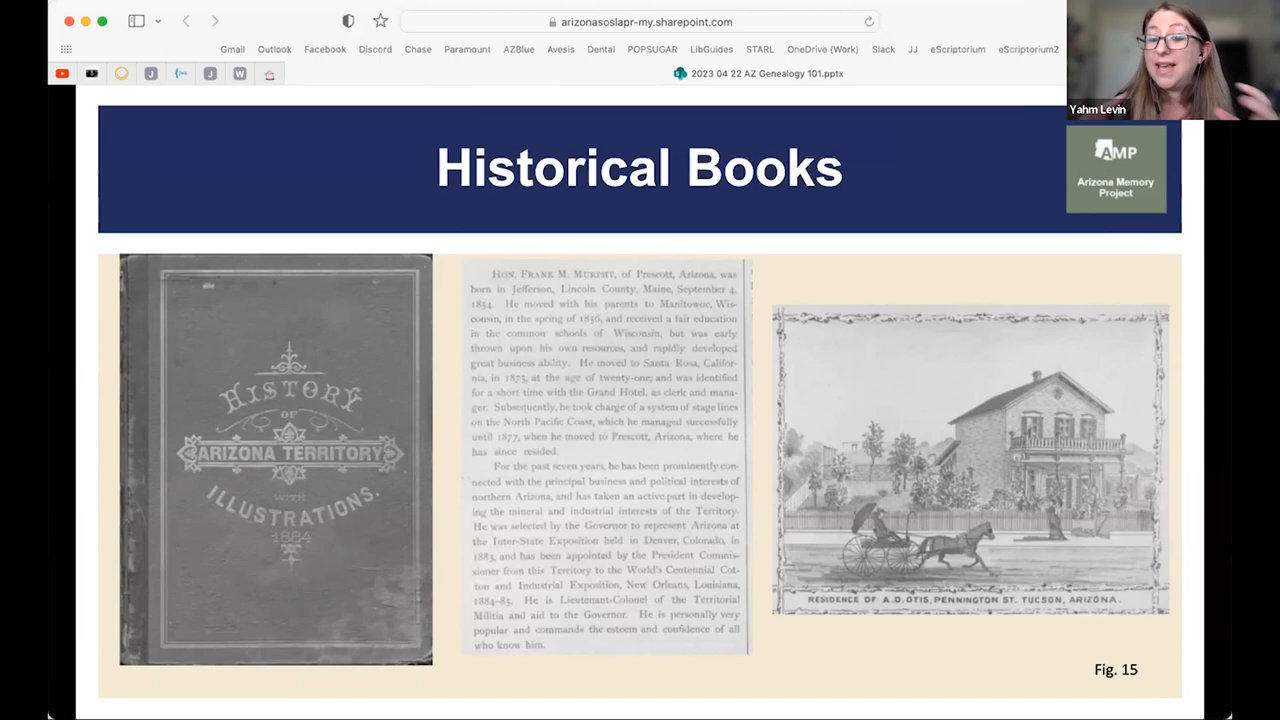 arizonasoslapr-my.sharepoint.com
Gmail Outlook Facebook Discord Chase Paramount AZBlue Avesis Dental POPSUGAR LibGuides STARL OneDrive (Work) Slack JJ eScriptorium eScriptorium2
J J W
2023 04 22 AZ Genealogy 101.pptx
Yahm Levin
Historical Books
AMP
Arizona Memory
Project
HISTORY
OF
ARIZONA TERRITORY
WITH
ILLUSTRATIONS.
1884
HON. FRANK M. MURPHY, of Prescott, Arizona, was
born in Jefferson, Lincoln County, Maine, September 4,
1854. He moved with his parents to Manitowoc, Wis-
consin, in the spring of 1856, and received a fair education
in the common schools of Wisconsin, but was early
thrown upon his own resources, and rapidly developed
great business ability. He moved to Santa Rosa, Califor-
nia, in 1875, at the age of twenty-one; and was identified
for a short time with the Grand Hotel, as clerk and mana-
ger. Subsequently, he took charge of a system of stage lines
on the North Pacific Coast, which he managed successfully
until 1877, when he moved to Prescott, Arizona, where he
has since resided.
For the past seven years, he has been prominently con-
nected with the principal business and political interests of
northern Arizona, and has taken an active part in develop-
ing the mineral and industrial interests of the Territory.
He was selected by the Governor to represent Arizona at
the Inter-State Exposition held in Denver, Colorado, in
1883, and has been appointed by the President Commis-
sioner from this Territory to the World's Centennial Cot-
ton and Industrial Exposition, New Orleans, Louisiana,
1884-85. He is Lieutenant-Colonel of the Territorial
Militia and aid to the Governor. He is personally very
popular and commands the esteem and confidence of all
who know him.
RESIDENCE OF A.D. OTIS, PENNINGTON ST. TUCSON, ARIZONA.
Fig. 15